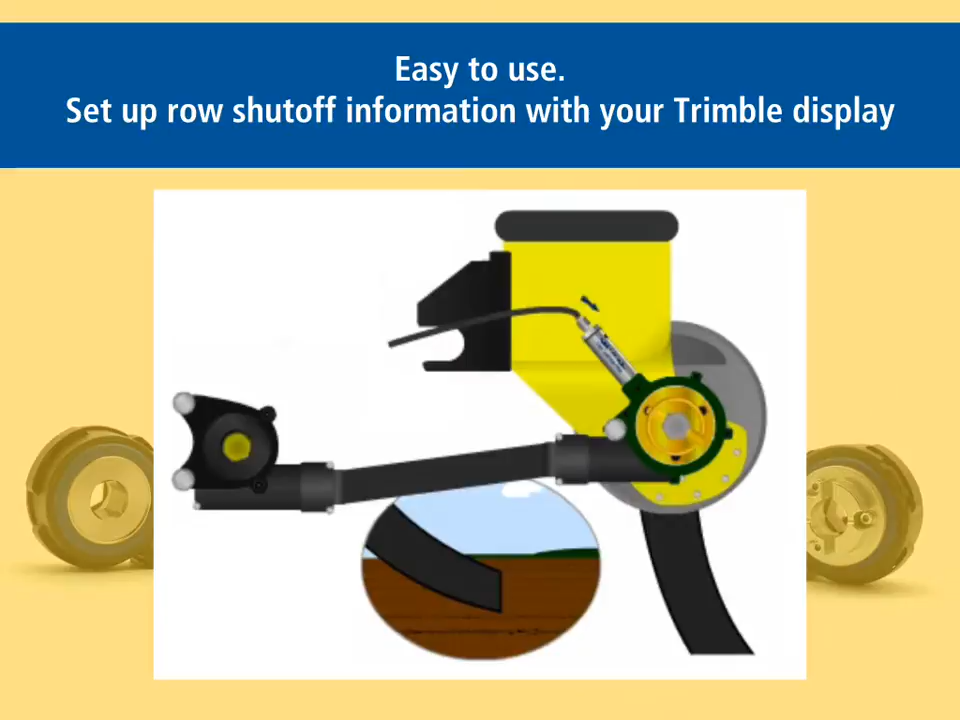 Easy to use.
Set up row shutoff information with your Trimble display